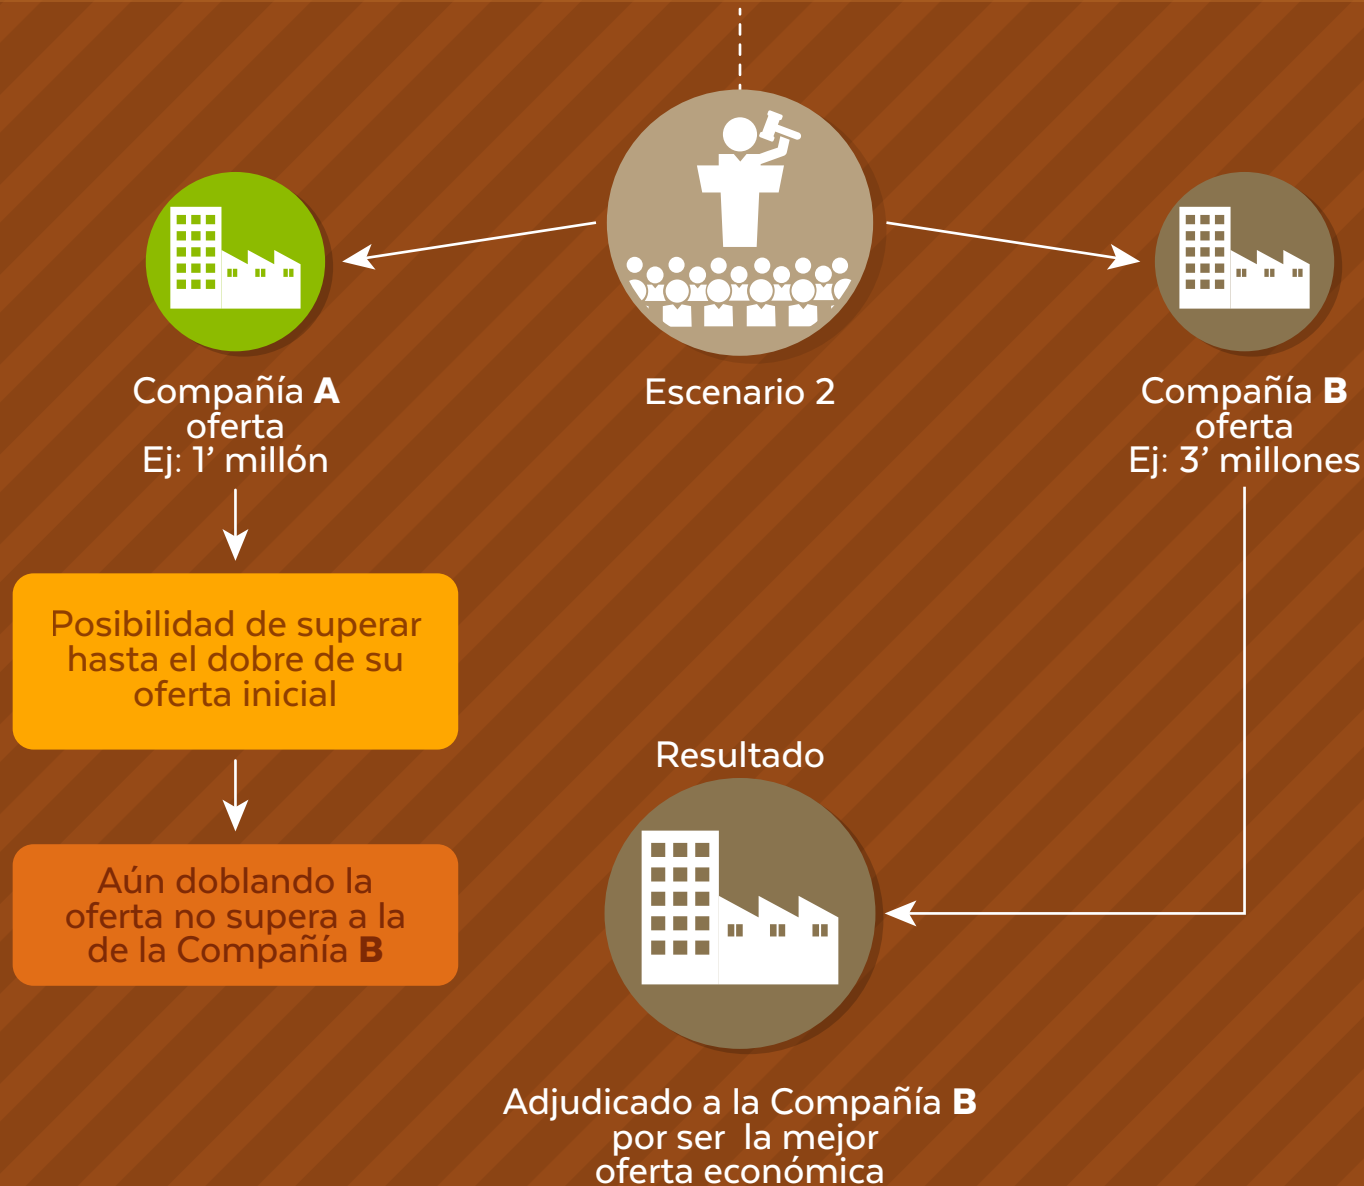 Compañía A
oferta
Ej: 1’ millón
Escenario 2
Compañía B
oferta
Ej: 3’ millones
Posibilidad de superar
hasta el dobre de su
oferta inicial
Aún doblando la
oferta no supera a la
de la Compañía B
Resultado
Adjudicado a la Compañía B
por ser la mejor
oferta económica